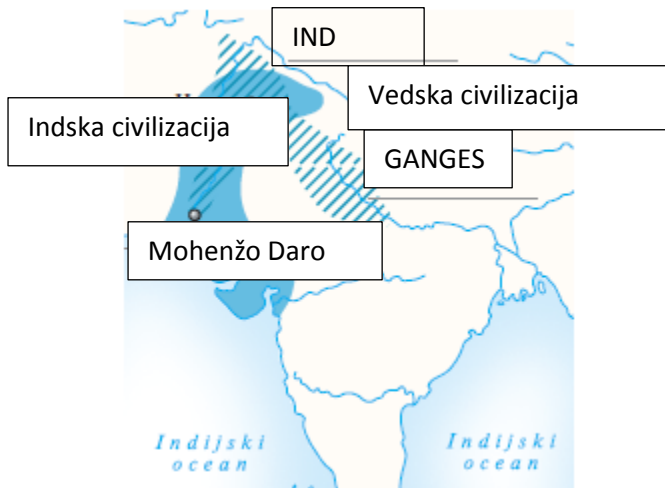 IND
Vedska civilizacija
Indska civilizacija
GANGES
Mohenžo Daro
Indijski
ocean
Indijski
ocean